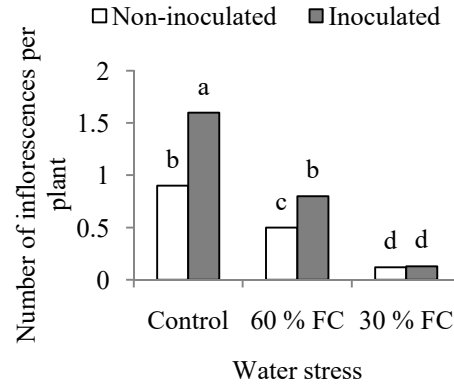 Non-inoculated Inoculated
Number of inflorescences per
plant
2
1.5
1
0.5
0
b a
c b
d d
Control 60 % FC 30 % FC
Water stress